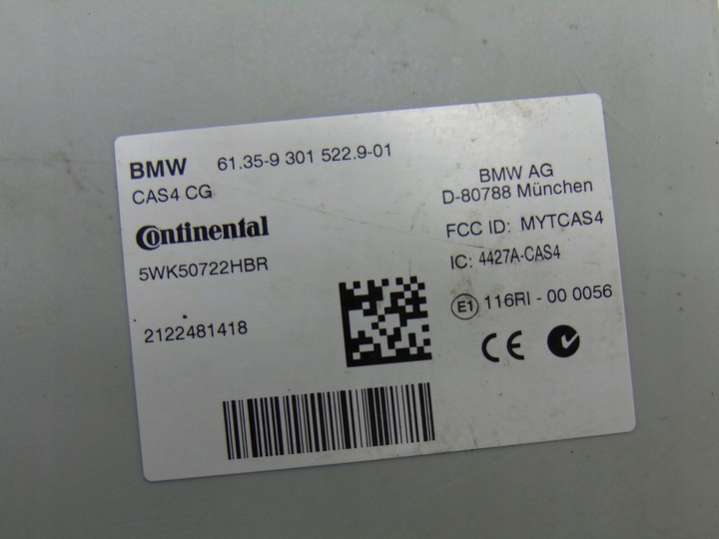 BMW 61.35-9 301 522.9-01
CAS4 CG
Continental
5WK50722HBR
2122481418
BMW AG
D-80788 München
FCC ID: MYTCAS4
IC: 4427A-CAS4
E1 116RI - 00 0056
CE